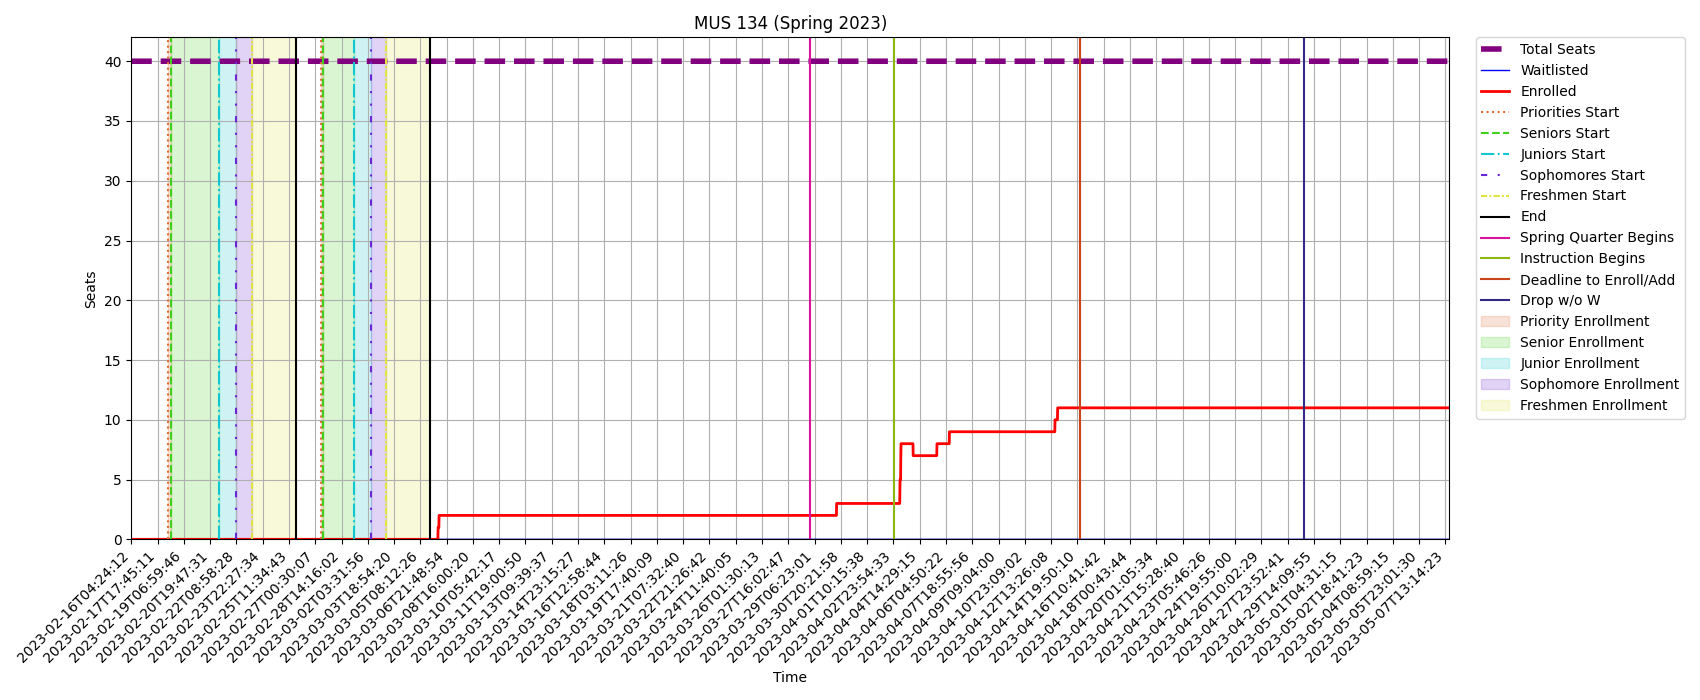 MUS 134 (Spring 2023)
Seats
40
35
30
25
20
15
10
5
0
2023-02-16T04:24:12
2023-02-17T17:45:11
2023-02-19T06:59:46
2023-02-20T19:47:31
2023-02-22T08:58:28
2023-02-23T22:27:34
2023-02-25T11:34:43
2023-02-27T00:30:07
2023-02-28T14:16:02
2023-03-02T03:31:56
2023-03-03T18:54:20
2023-03-05T08:12:26
2023-03-06T21:48:54
2023-03-08T16:00:20
2023-03-10T05:42:17
2023-03-11T19:00:50
2023-03-13T09:39:37
2023-03-14T23:15:27
2023-03-16T12:58:44
2023-03-18T03:11:26
2023-03-19T17:40:09
2023-03-21T07:32:40
2023-03-22T21:26:42
2023-03-24T11:40:05
2023-03-26T01:30:13
2023-03-27T16:02:47
2023-03-29T06:23:01
2023-03-30T20:21:58
2023-04-01T10:15:38
2023-04-02T23:54:33
2023-04-04T14:29:15
2023-04-06T04:50:22
2023-04-07T18:55:56
2023-04-09T09:04:00
2023-04-10T23:09:02
2023-04-12T13:26:08
2023-04-14T19:50:10
2023-04-16T10:41:42
2023-04-18T00:43:44
2023-04-20T01:05:34
2023-04-21T15:28:40
2023-04-23T05:46:26
2023-04-24T19:55:00
2023-04-26T10:02:29
2023-04-27T23:52:41
2023-04-29T14:09:55
2023-05-01T04:31:15
2023-05-02T18:41:23
2023-05-04T08:59:15
2023-05-05T23:01:30
2023-05-07T13:14:23
Time
Total Seats
Waitlisted
Enrolled
Priorities Start
Seniors Start
Juniors Start
Sophomores Start
Freshmen Start
End
Spring Quarter Begins
Instruction Begins
Deadline to Enroll/Add
Drop w/o W
Priority Enrollment
Senior Enrollment
Junior Enrollment
Sophomore Enrollment
Freshmen Enrollment